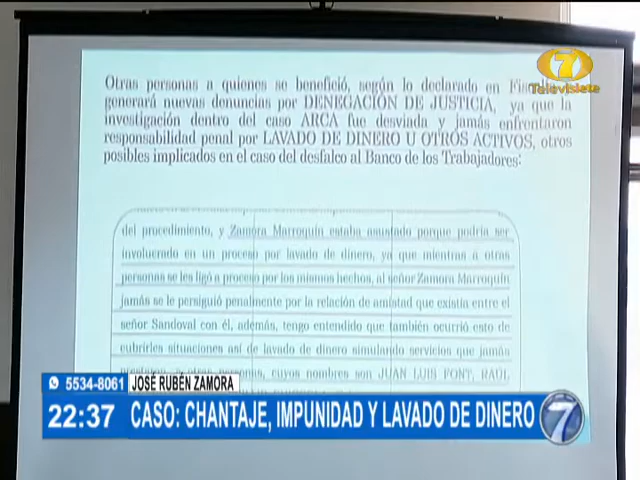 Otras personas a quienes se benefició, según lo declarado en
generará nuevas denuncias por DENEGACIÓN DE JUSTICIA, ya que la
investigación dentro del caso ARCA fue desviada y jamás enfrentaron
responsabilidad penal por LAVADO DE DINERO U OTROS ACTIVOS, otros
posibles implicados en el caso del desfalco al Banco de los Trabajadores:
7
Televisiete
del procedimiento, y Zamora Marroquín estaba asustado porque podría ser
involucrado en un proceso por lavado de dinero, ya que mientras a otras
personas se les ligó a proceso por los mismos hechos, al señor Zamora Marroquín
jamás se le persiguió penalmente por la relación de amistad que existía entre el
señor Sandoval con él, además, tengo entendido que también ocurrió esto de
cubrirles situaciones así de lavado de dinero simulando servicios que jamás
cuyos nombres son JUAN LUIS FONT, RAÚL
5534-8061 JOSÉ RUBÉN ZAMORA
22:37 CASO: CHANTAJE, IMPUNIDAD Y LAVADO DE DINERO 7